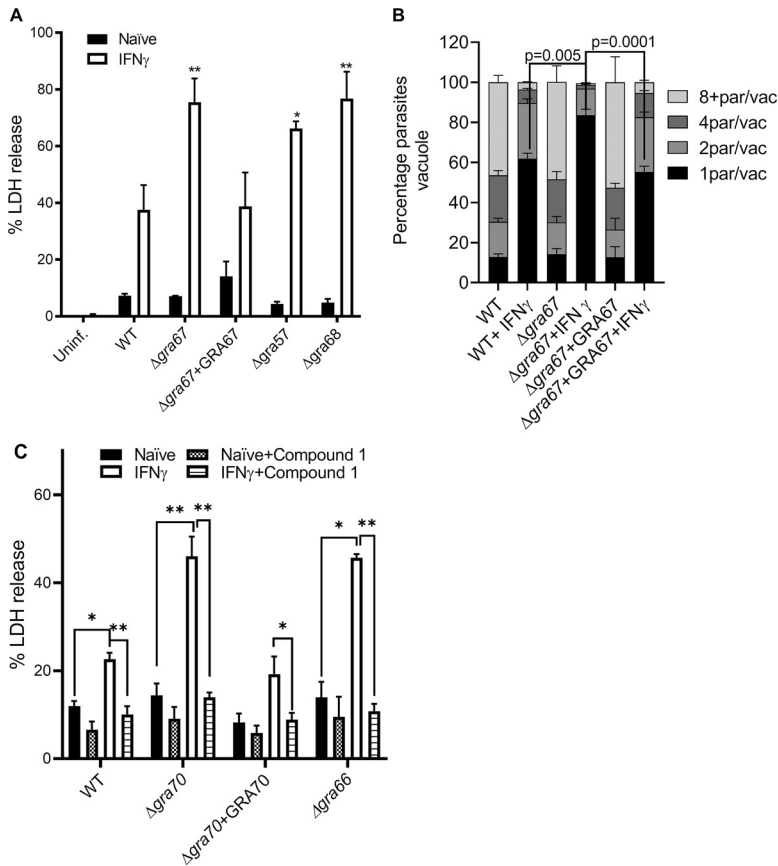 A
Naïve
IFNγ
% LDH release
100
80
60
40
20
0
**
*
**
Uninf.
WT
Δgra67
Δgra67+GRA67
Δgra57
Δgra68
B
Percentage parasites
vacuole
120
100
80
60
40
20
0
p=0.005
p=0.0001
8+par/vac
4par/vac
2par/vac
1par/vac
WT
WT+ IFNγ
Δgra67
Δgra67+IFN γ
Δgra67+GRA67
Δgra67+GRA67+IFNγ
C
Naïve
Naïve+Compound 1
IFNγ
IFNγ+Compound 1
% LDH release
60
40
20
0
*
**
**
**
*
*
**
WT
Δgra70
Δgra70+GRA70
Δgra66